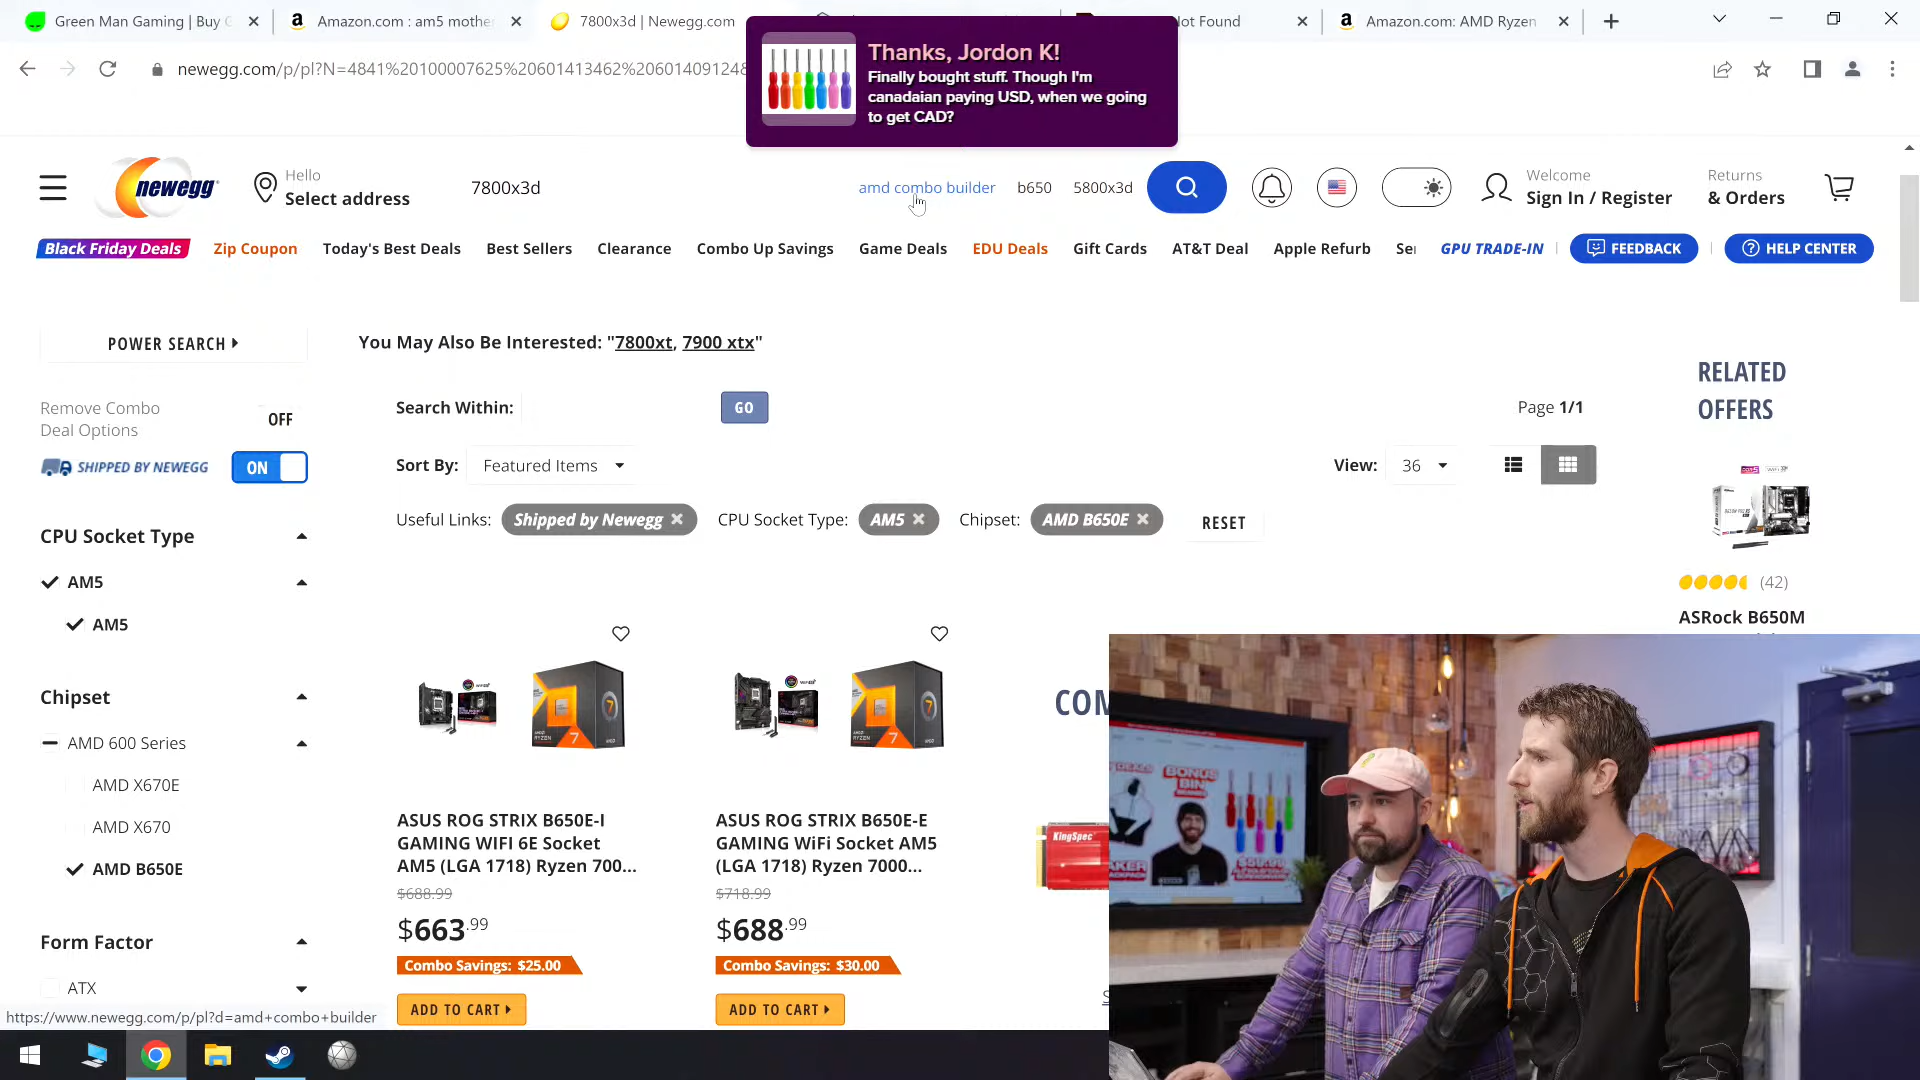 Green Man Gaming | Buy G
Amazon.com : am5 mother
7800x3d | Newegg.com
Not Found
Amazon.com: AMD Ryzen
newegg.com/p/pl?N=4841%20100007625%20601413462%20601409124
Thanks, Jordon K!
Finally bought stuff. Though I'm
canadaian paying USD, when we going
to get CAD?
newegg
Hello
Select address
7800x3d
amd combo builder
b650
5800x3d
Welcome
Sign In / Register
Returns
& Orders
Black Friday Deals
Zip Coupon
Today's Best Deals
Best Sellers
Clearance
Combo Up Savings
Game Deals
EDU Deals
Gift Cards
AT&T Deal
Apple Refurb
Se
GPU TRADE-IN
FEEDBACK
HELP CENTER
POWER SEARCH
You May Also Be Interested: "7800xt, 7900 xtx"
Remove Combo
Deal Options
OFF
SHIPPED BY NEWEGG
ON
Search Within:
GO
Page 1/1
Sort By:
Featured Items
View:
36
Useful Links:
Shipped by Newegg
CPU Socket Type:
AM5
Chipset:
AMD B650E
RESET
RELATED
OFFERS
(42)
ASRock B650M
CPU Socket Type
AM5
AM5
Chipset
AMD 600 Series
AMD X670E
AMD X670
AMD B650E
Form Factor
ATX
ASUS ROG STRIX B650E-I
GAMING WIFI 6E Socket
AM5 (LGA 1718) Ryzen 700...
$688.99
$663.99
Combo Savings: $25.00
ADD TO CART
ASUS ROG STRIX B650E-E
GAMING WiFi Socket AM5
(LGA 1718) Ryzen 7000...
$718.99
$688.99
Combo Savings: $30.00
ADD TO CART
COM
KingSpec
BONUS
BIN
$59.99
https://www.newegg.com/p/pl?d=amd+combo+builder